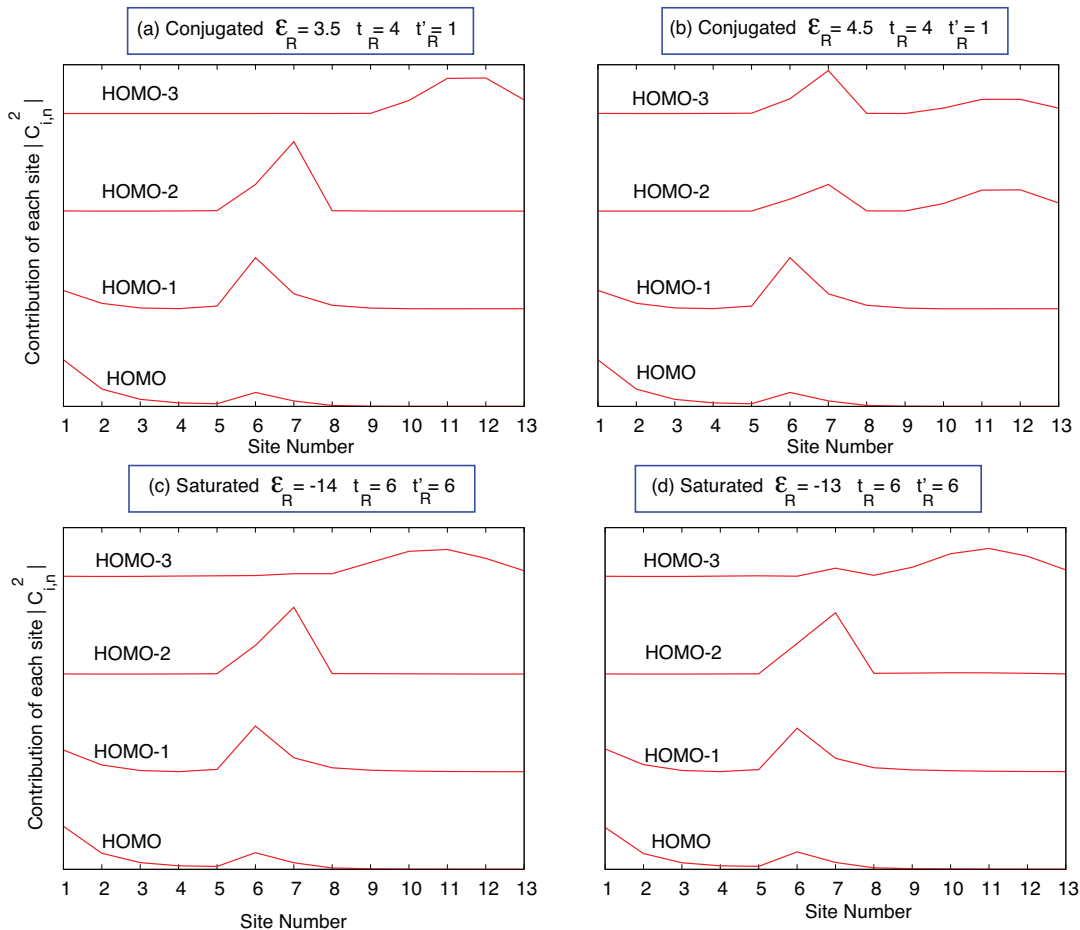 (a) Conjugated ε_R = 3.5 t_R = 4 t'_R = 1
(b) Conjugated ε_R = 4.5 t_R = 4 t'_R = 1
Contribution of each site | C_{i,n}^2 |
HOMO-3
HOMO-2
HOMO-1
HOMO
1 2 3 4 5 6 7 8 9 10 11 12 13
Site Number
HOMO-3
HOMO-2
HOMO-1
HOMO
1 2 3 4 5 6 7 8 9 10 11 12 13
Site Number
(c) Saturated ε_R = -14 t_R = 6 t'_R = 6
(d) Saturated ε_R = -13 t_R = 6 t'_R = 6
Contribution of each site | C_{i,n}^2 |
HOMO-3
HOMO-2
HOMO-1
HOMO
1 2 3 4 5 6 7 8 9 10 11 12 13
Site Number
HOMO-3
HOMO-2
HOMO-1
HOMO
1 2 3 4 5 6 7 8 9 10 11 12 13
Site Number